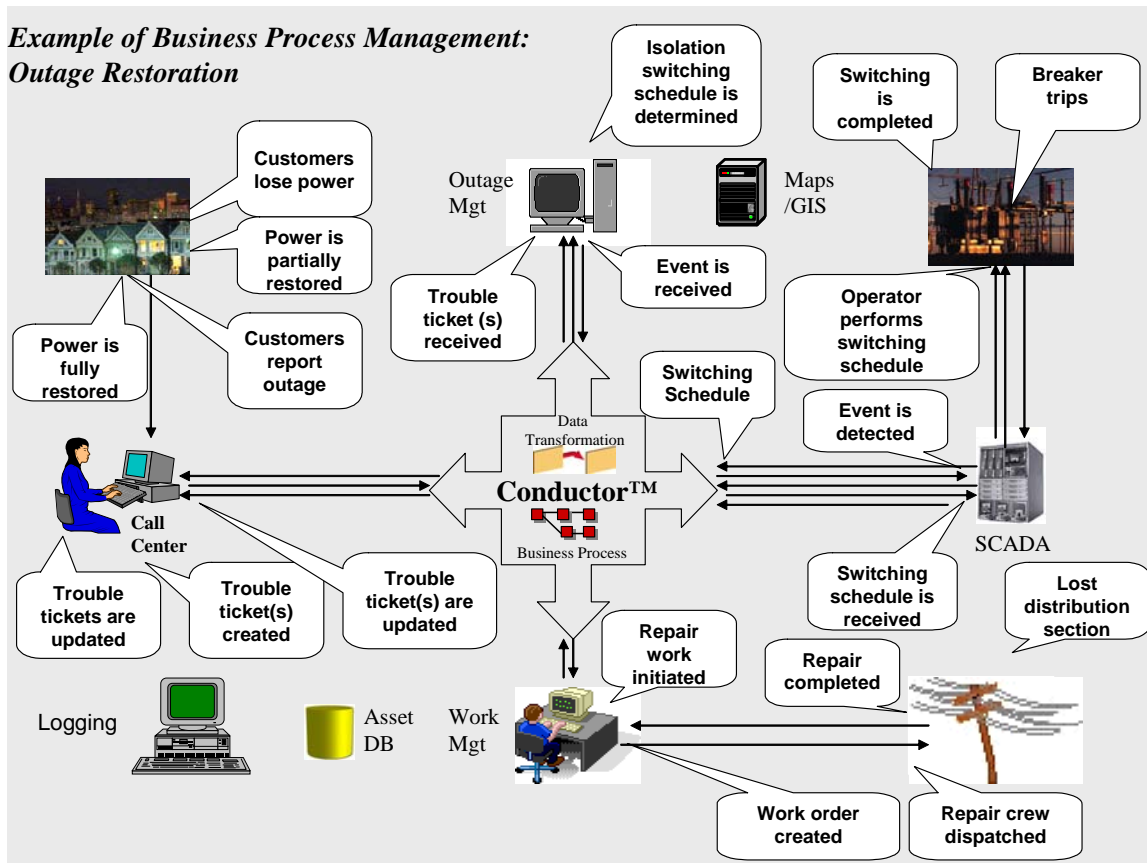 Example of Business Process Management:
Outage Restoration
Isolation
switching
schedule is
determined
Switching
is
completed
Breaker
trips
Customers
lose power
Outage
Mgt
Maps
/GIS
Power is
partially
restored
Event is
received
Trouble
ticket (s)
received
Operator
performs
switching
schedule
Power is
fully
restored
Customers
report
outage
Switching
Schedule
Event is
detected
Data
Transformation
Conductor™
Business Process
Call
Center
SCADA
Trouble
tickets are
updated
Trouble
ticket(s)
created
Trouble
ticket(s) are
updated
Switching
schedule is
received
Lost
distribution
section
Repair
work
initiated
Repair
completed
Logging
Asset
DB
Work
Mgt
Work order
created
Repair crew
dispatched